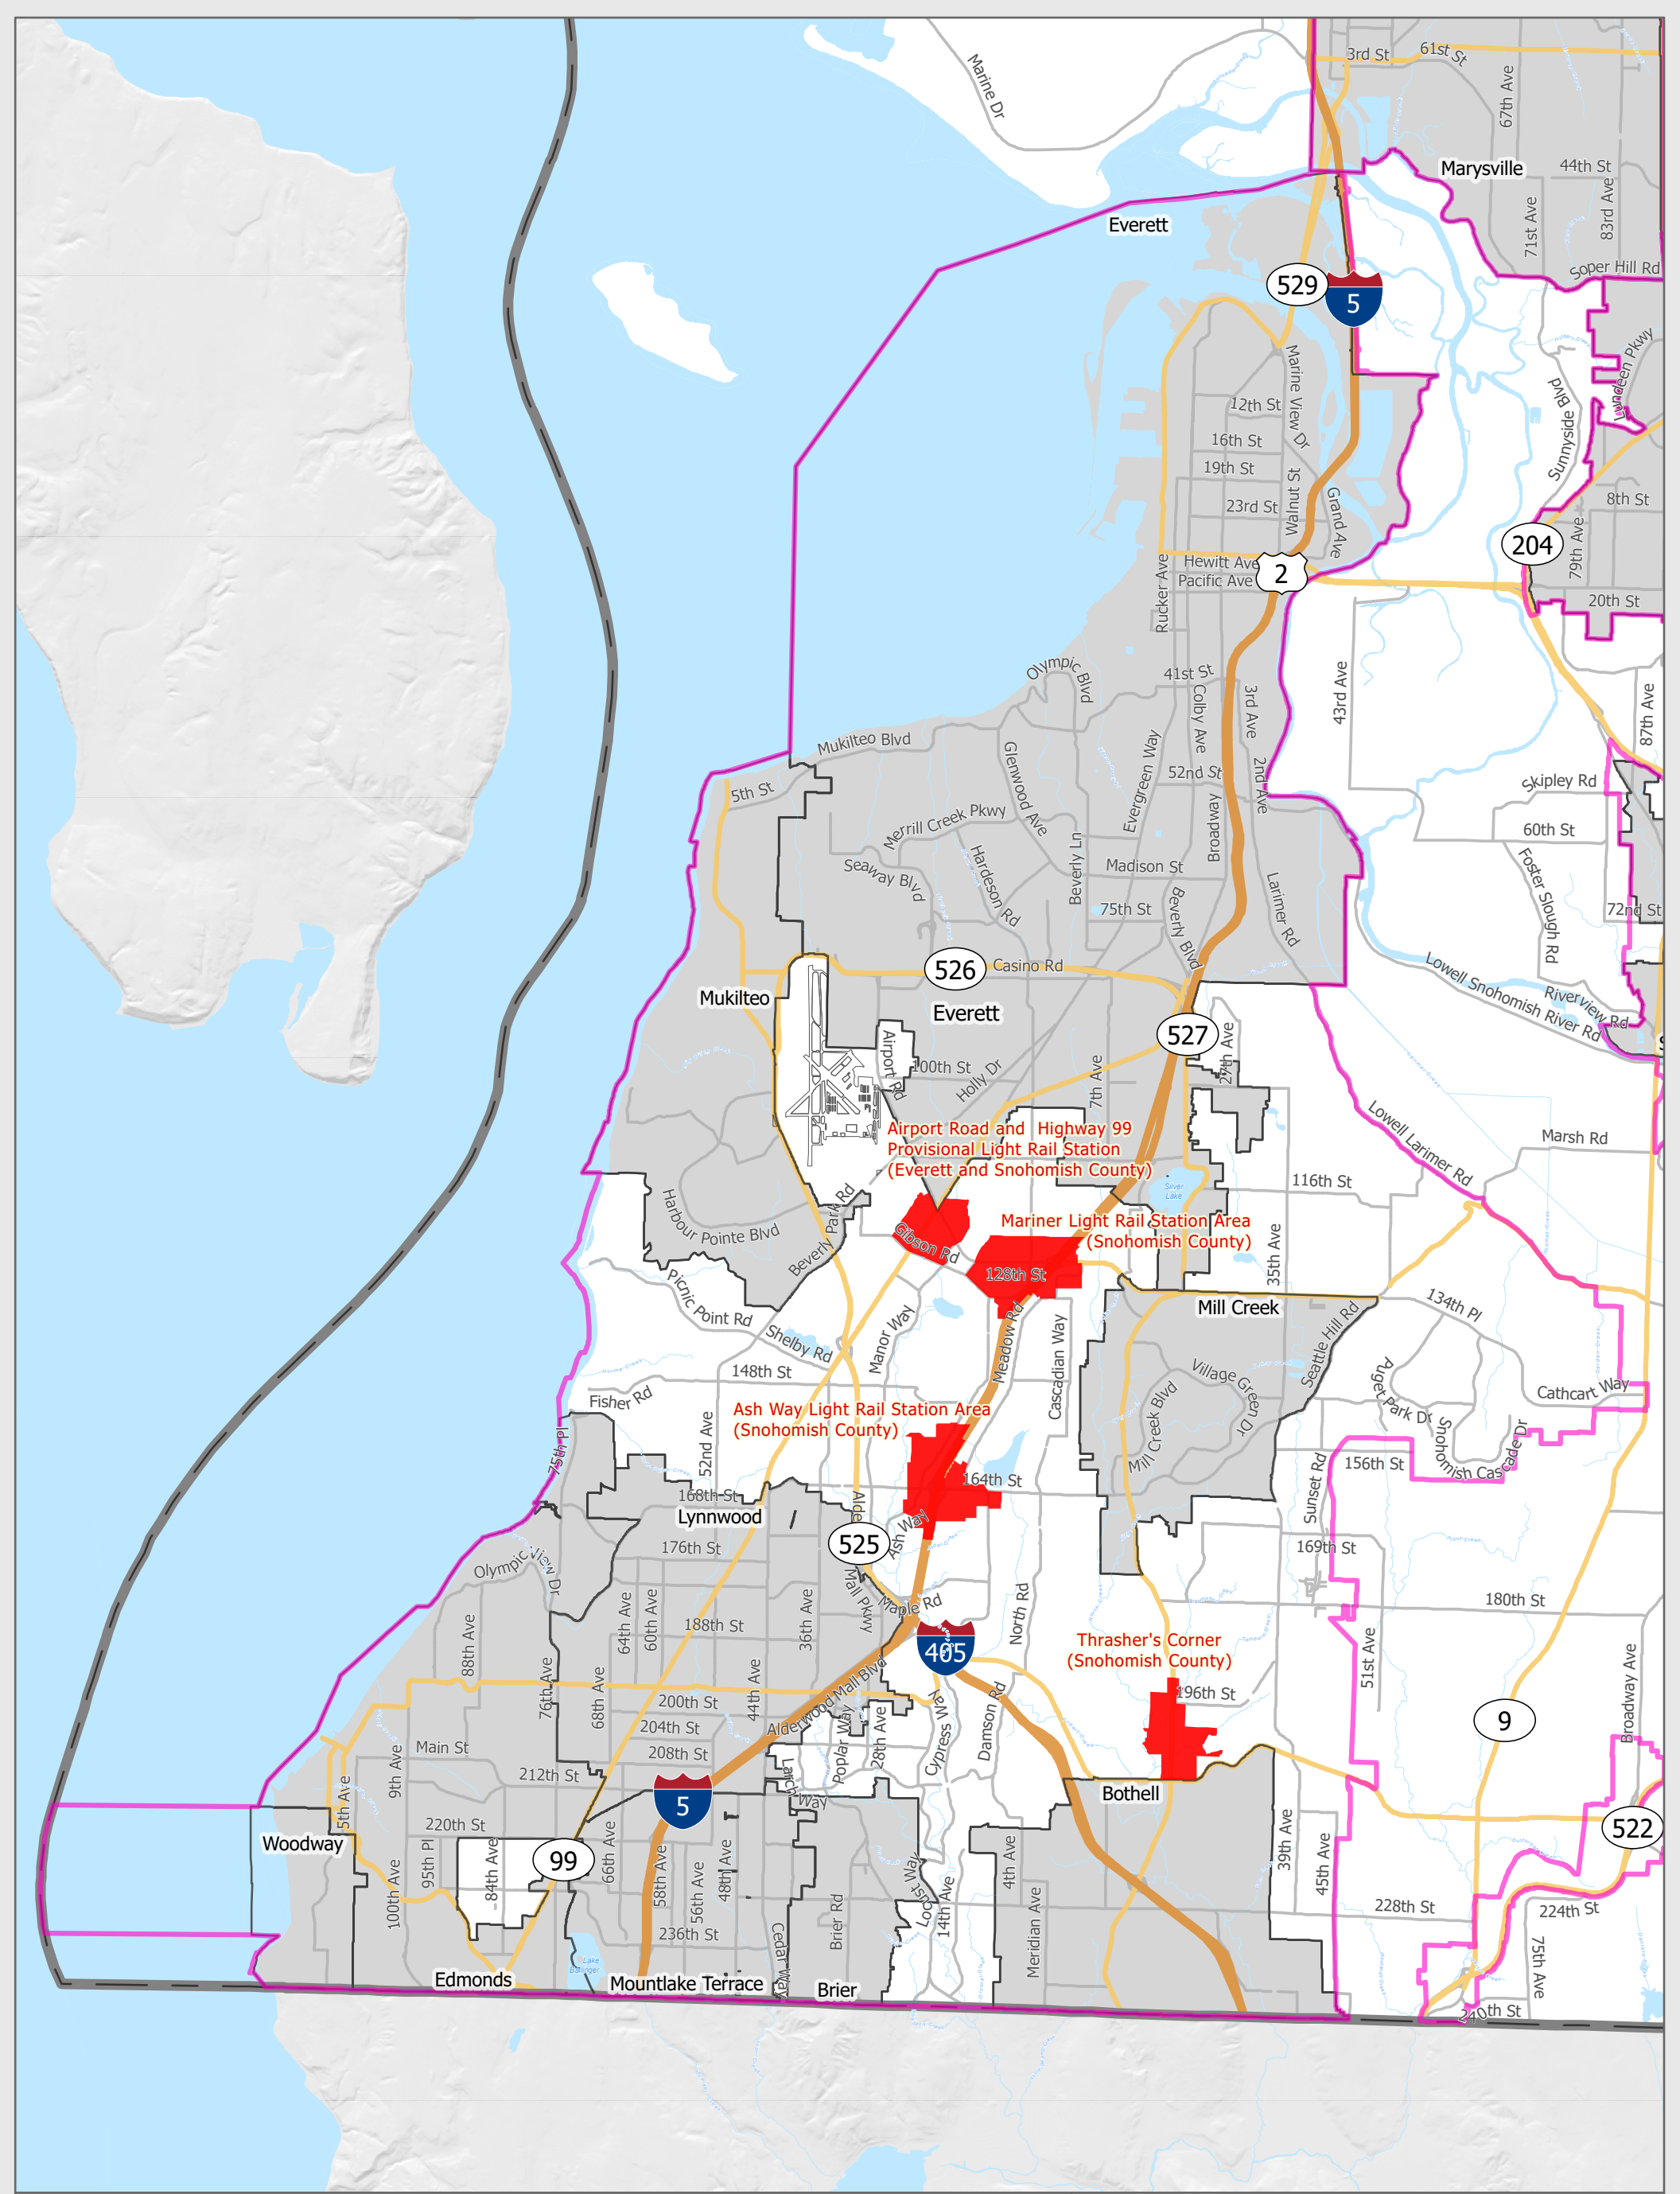 3rd St
61st St
Marine Dr
67th Ave
44th St
Marysville
83rd Ave
71st Ave
Everett
Soper Hill Rd
529
5
Lundeen Pkwy
Marine View Dr
12th St
Sunnyside Blvd
16th St
19th St
Walnut St
Grand Ave
23rd St
8th St
204
79th Ave
Hewitt Ave
Pacific Ave
2
Rucker Ave
20th St
Olympic Blvd
41st St
Colby Ave
3rd Ave
43rd Ave
87th Ave
Mukilteo Blvd
Glenwood Ave
Evergreen Way
52nd St
2nd Ave
5th St
Skipley Rd
Merrill Creek Pkwy
Broadway
60th St
Beverly Ln
Madison St
Seaway Blvd
Hardeson Rd
Foster Slough Rd
75th St
Beverly Blvd
Larimer Rd
72nd St
526
Casino Rd
Lowell Snohomish River Rd
Riverview Rd
Mukilteo
Everett
527
27th Ave
Airport Rd
100th St
Holly Dr
7th Ave
Airport Road and Highway 99
Provisional Light Rail Station
(Everett and Snohomish County)
Lowell Larimer Rd
Marsh Rd
Silver
Lake
116th St
Harbour Pointe Blvd
Beverly Park Rd
Gibson Rd
Mariner Light Rail Station Area
(Snohomish County)
35th Ave
128th St
Picnic Point Rd
Mill Creek
134th Pl
Shelby Rd
Manor Way
Meadow Rd
Cascadian Way
Seattle Hill Rd
148th St
Village Green Dr
Puget Park Dr
Cathcart Way
Fisher Rd
Mill Creek Blvd
Ash Way Light Rail Station Area
(Snohomish County)
Snohomish Cascade Dr
75th Pl
52nd Ave
156th St
164th St
Sunset Rd
168th St
Lynnwood
Alde
Ash Way
525
176th St
169th St
Olympic View Dr
Mall Pkwy
Maple Rd
North Rd
180th St
88th Ave
64th Ave
60th Ave
188th St
36th Ave
405
Thrasher's Corner
(Snohomish County)
51st Ave
Broadway Ave
76th Ave
68th Ave
44th Ave
200th St
Alderwood Mall Blvd
Cypress Way
Damson Rd
196th St
204th St
Poplar Way
28th Ave
9
Main St
208th St
9th Ave
212th St
Larch Way
5th Ave
5
Bothell
220th St
Woodway
522
99
66th Ave
39th Ave
45th Ave
100th Ave
95th Pl
84th Ave
58th Ave
56th Ave
48th Ave
Locust Way
14th Ave
4th Ave
Meridian Ave
228th St
224th St
236th St
Cedar Way
Brier Rd
75th Ave
Lake
Ballinger
Edmonds
Mountlake Terrace
Brier
240th St